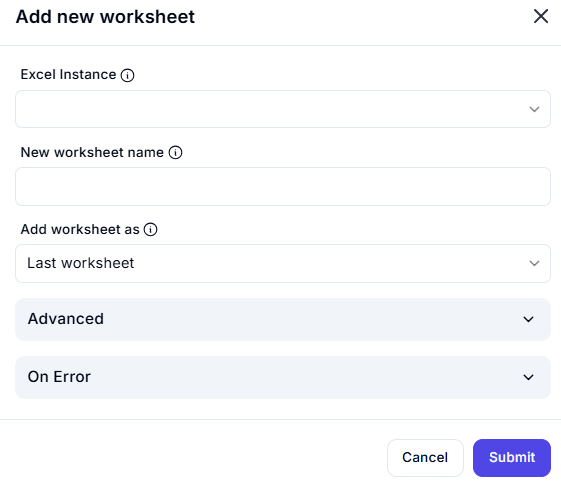 Add new worksheet
Excel Instance
New worksheet name
Add worksheet as
Last worksheet
Advanced
On Error
Cancel
Submit